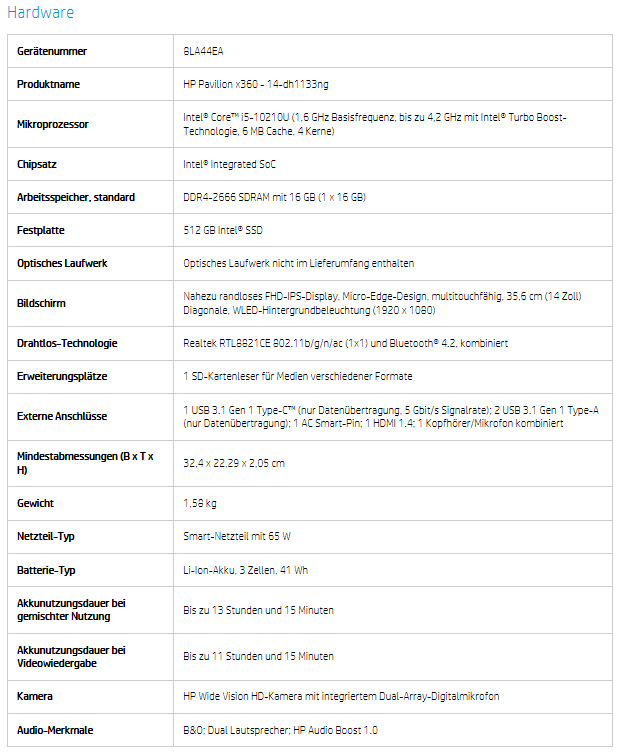 Hardware
Gerätenummer
8LA44EA
Produktname
HP Pavilion x360 - 14-dh1133ng
Mikroprozessor
Intel® Core™ i5-10210U (1,6 GHz Basisfrequenz, bis zu 4,2 GHz mit Intel® Turbo Boost-
Technologie, 6 MB Cache, 4 Kerne)
Chipsatz
Intel® Integrated SoC
Arbeitsspeicher, standard
DDR4-2666 SDRAM mit 16 GB (1 x 16 GB)
Festplatte
512 GB Intel® SSD
Optisches Laufwerk
Optisches Laufwerk nicht im Lieferumfang enthalten
Bildschirm
Nahezu randloses FHD-IPS-Display, Micro-Edge-Design, multitouchfähig, 35,6 cm (14 Zoll)
Diagonale, WLED-Hintergrundbeleuchtung (1920 x 1080)
Drahtlos-Technologie
Realtek RTL8821CE 802.11b/g/n/ac (1x1) und Bluetooth® 4.2, kombiniert
Erweiterungsplätze
1 SD-Kartenleser für Medien verschiedener Formate
Externe Anschlüsse
1 USB 3.1 Gen 1 Type-C™ (nur Datenübertragung, 5 Gbit/s Signalrate); 2 USB 3.1 Gen 1 Type-A
(nur Datenübertragung); 1 AC Smart-Pin; 1 HDMI 1.4; 1 Kopfhörer/Mikrofon kombiniert
Mindestabmessungen (B x T x
H)
32,4 x 22,29 x 2,05 cm
Gewicht
1,58 kg
Netzteil-Typ
Smart-Netzteil mit 65 W
Batterie-Typ
Li-Ion-Akku, 3 Zellen, 41 Wh
Akkunutzungsdauer bei
gemischter Nutzung
Bis zu 13 Stunden und 15 Minuten
Akkunutzungsdauer bei
Videowiedergabe
Bis zu 11 Stunden und 15 Minuten
Kamera
HP Wide Vision HD-Kamera mit integriertem Dual-Array-Digitalmikrofon
Audio-Merkmale
B&O; Dual Lautsprecher; HP Audio Boost 1.0